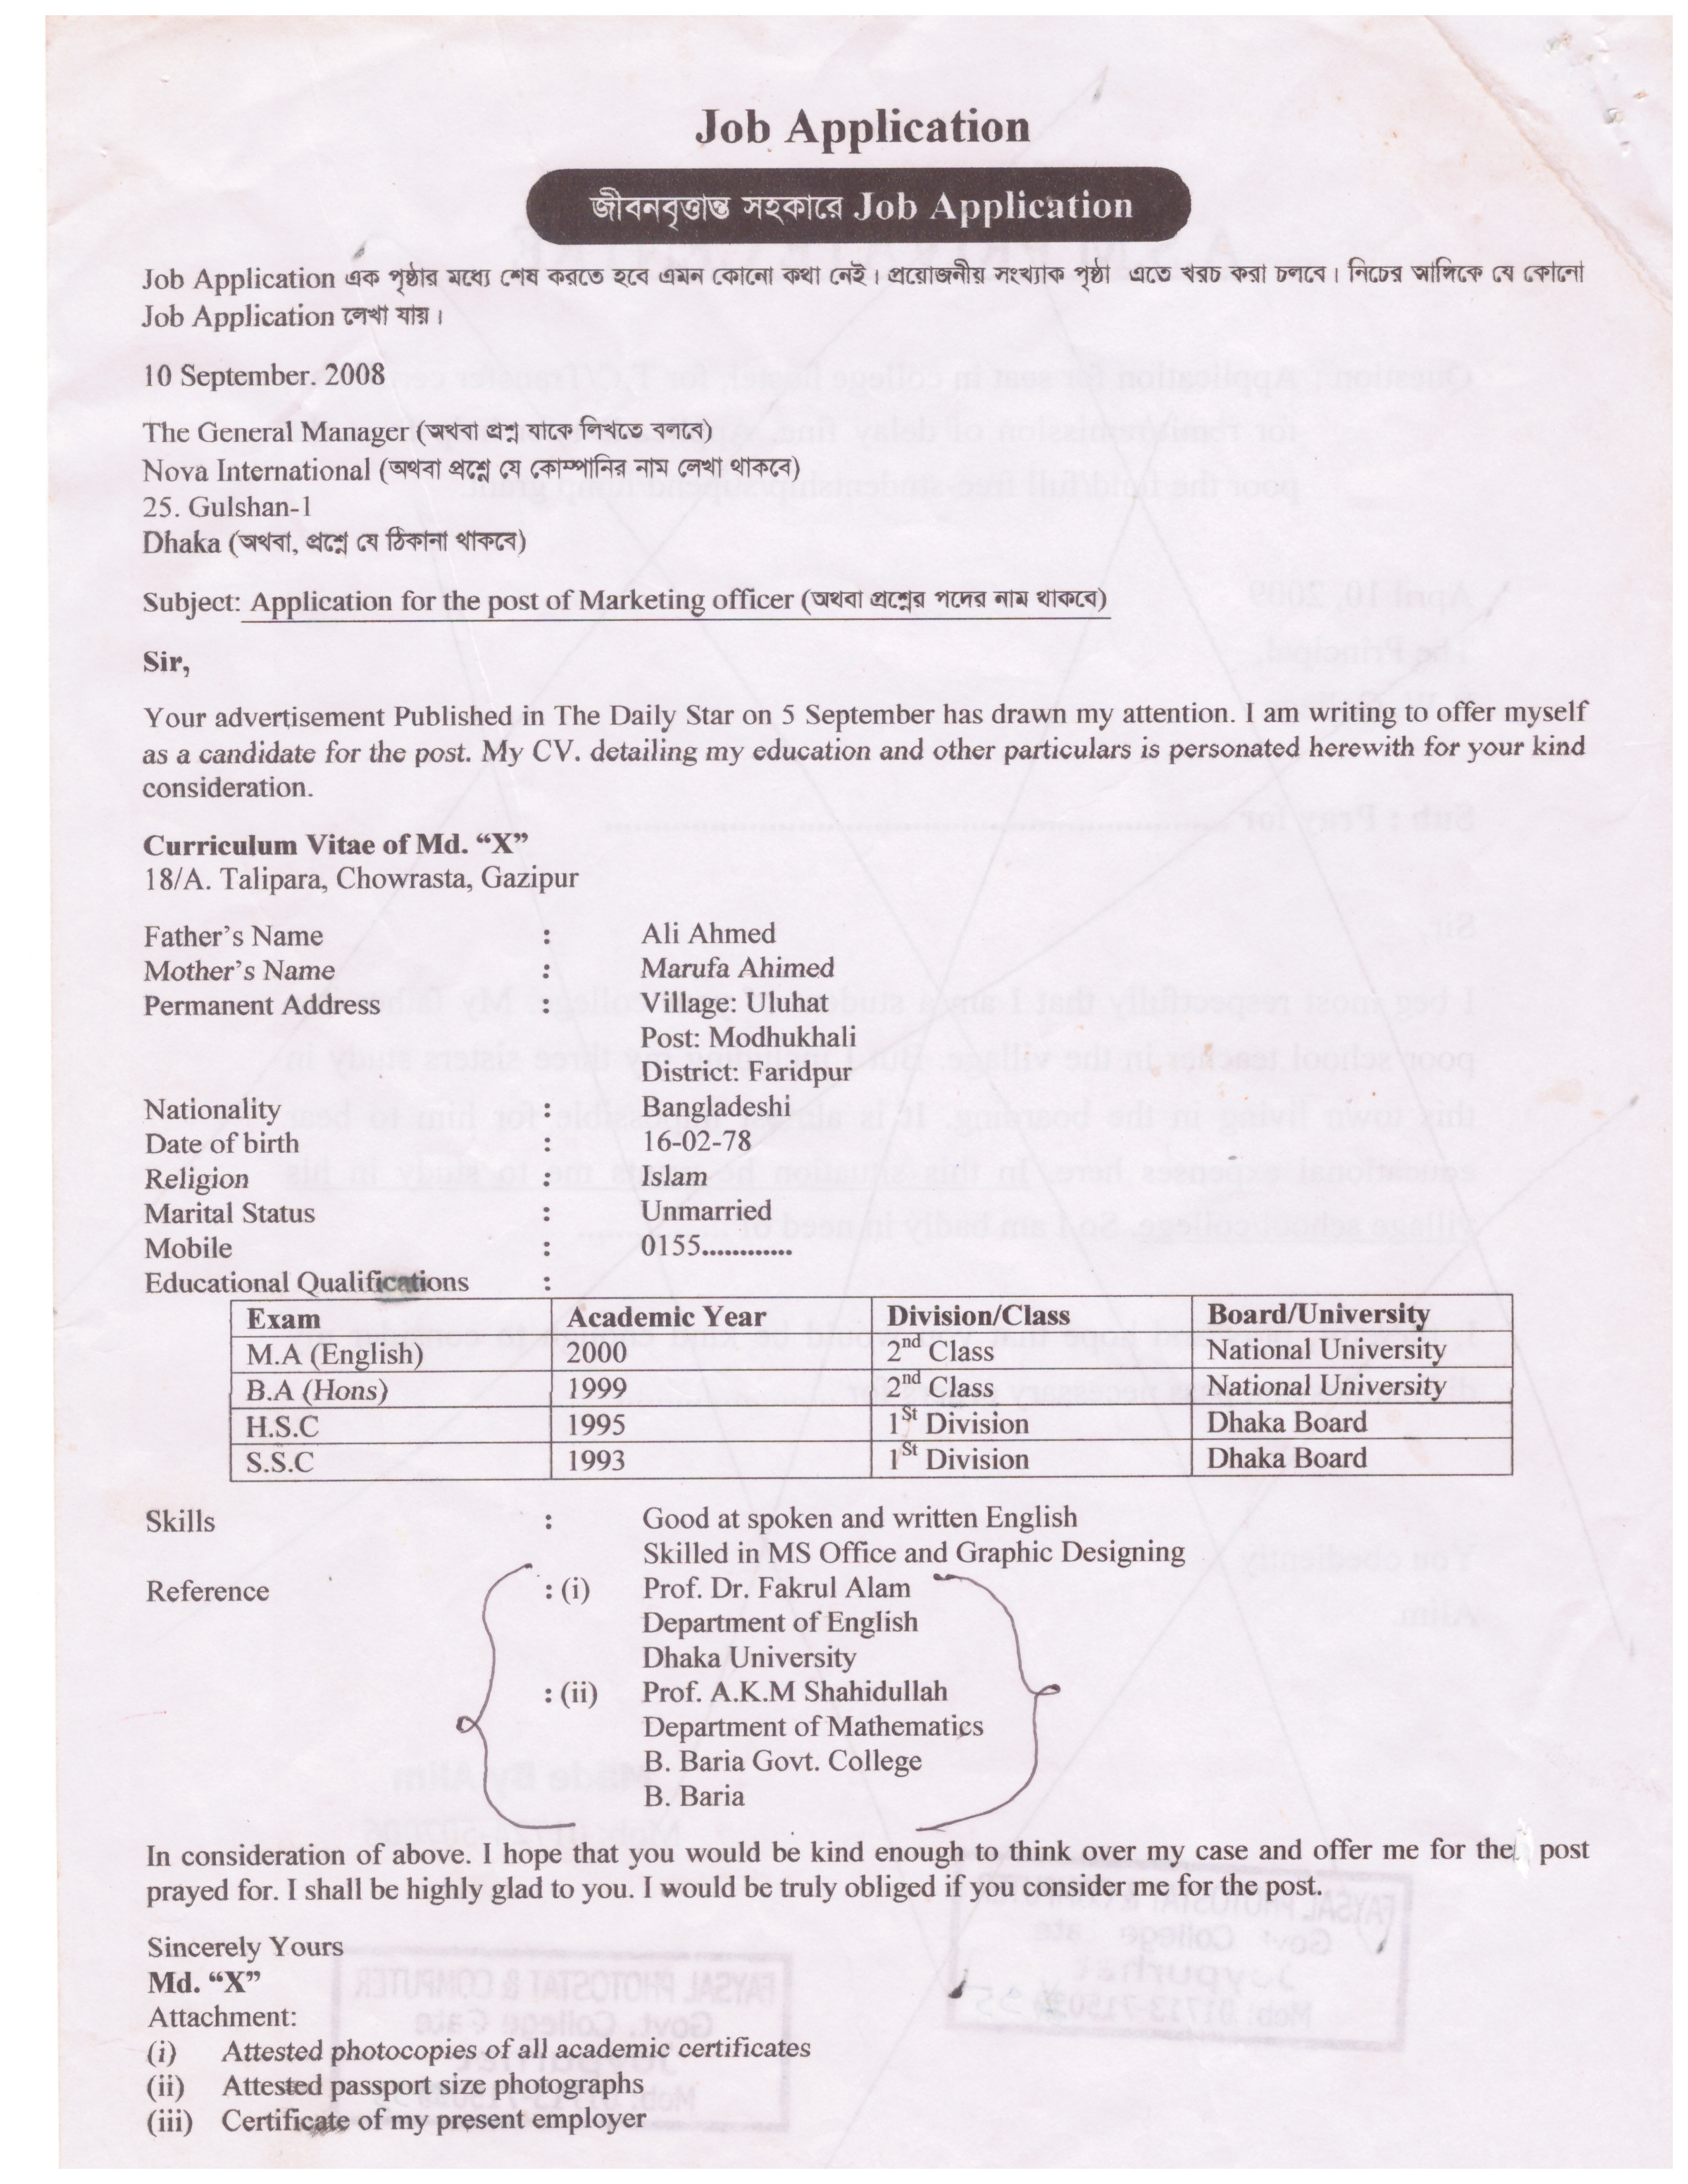 Job Application
জীবনবৃত্তান্ত সহকারে Job Application
Job Application এক পৃষ্ঠার মধ্যে শেষ করতে হবে এমন কোনো কথা নেই। প্রয়োজনীয় সংখ্যাক পৃষ্ঠা এতে খরচ করা চলবে। নিচের আঙ্গিকে যে কোনো
Job Application লেখা যায়।
10 September. 2008
The General Manager (অথবা প্রশ্ন যাকে লিখতে বলবে)
Nova International (অথবা প্রশ্নে যে কোম্পানির নাম লেখা থাকবে)
25. Gulshan-1
Dhaka (অথবা, প্রশ্নে যে ঠিকানা থাকবে)
Subject: Application for the post of Marketing officer (অথবা প্রশ্নের পদের নাম থাকবে)
Sir,
Your advertisement Published in The Daily Star on 5 September has drawn my attention. I am writing to offer myself
as a candidate for the post. My CV. detailing my education and other particulars is personated herewith for your kind
consideration.
Curriculum Vitae of Md. “X”
18/A. Talipara, Chowrasta, Gazipur
Father’s Name : Ali Ahmed
Mother’s Name : Marufa Ahimed
Permanent Address : Village: Uluhat
Post: Modhukhali
District: Faridpur
Nationality : Bangladeshi
Date of birth : 16-02-78
Religion : Islam
Marital Status : Unmarried
Mobile : 0155............
Educational Qualifications :
Exam Academic Year Division/Class Board/University
M.A (English) 2000 2nd Class National University
B.A (Hons) 1999 2nd Class National University
H.S.C 1995 1St Division Dhaka Board
S.S.C 1993 1St Division Dhaka Board
Skills : Good at spoken and written English
Skilled in MS Office and Graphic Designing
Reference : (i) Prof. Dr. Fakrul Alam
Department of English
Dhaka University
: (ii) Prof. A.K.M Shahidullah
Department of Mathematics
B. Baria Govt. College
B. Baria
In consideration of above. I hope that you would be kind enough to think over my case and offer me for the post
prayed for. I shall be highly glad to you. I would be truly obliged if you consider me for the post.
Sincerely Yours
Md. “X”
Attachment:
(i) Attested photocopies of all academic certificates
(ii) Attested passport size photographs
(iii) Certificate of my present employer